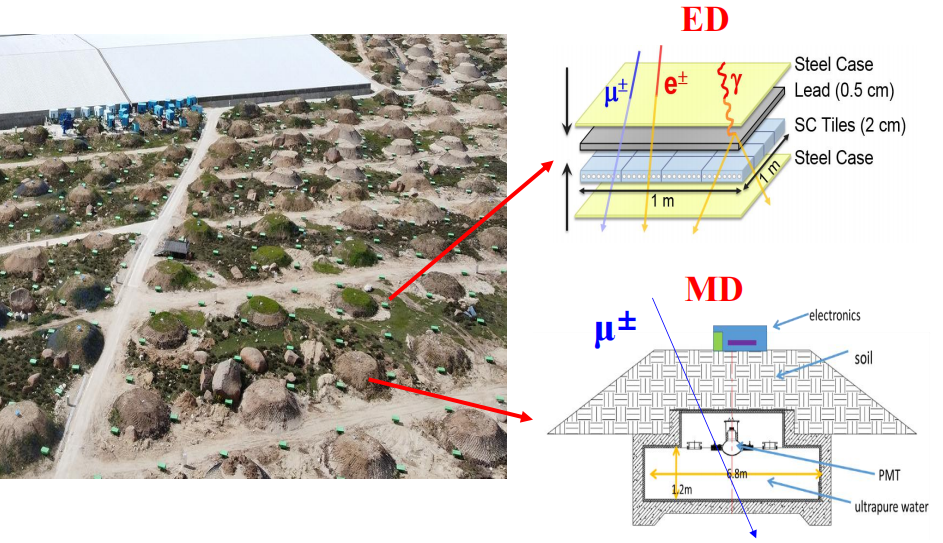 ED
μ±
e±
γ
Steel Case
Lead (0.5 cm)
SC Tiles (2 cm)
Steel Case
1 m
1 m
MD
μ±
electronics
soil
PMT
6.8m
1.2m
ultrapure water